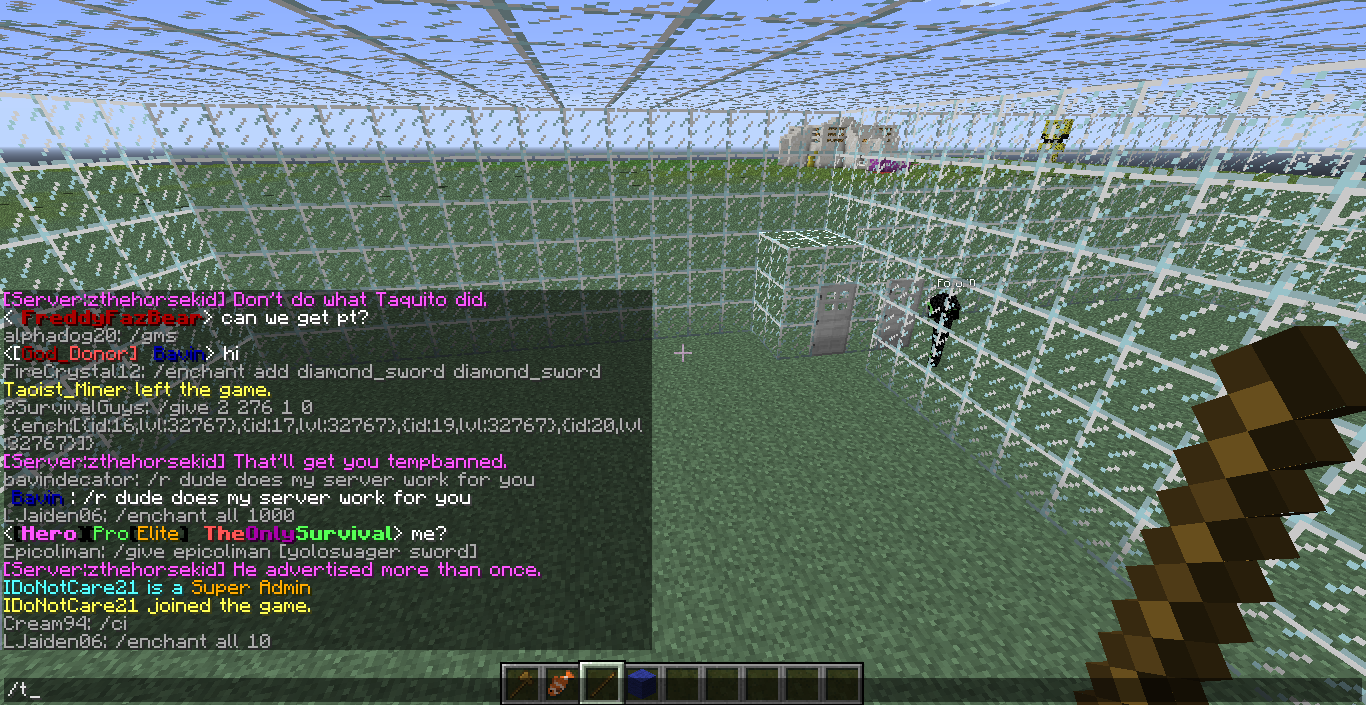 [Server:zthehorsekid] Don't do what Taquito did.
< FreddyFazBear> can we get pt?
alphadog20: /gms
<[God_Donor] Bavin> hi
FireCrystal12: /enchant add diamond_sword diamond_sword
Taoist_Miner left the game.
2SurvivalGuys: /give 2 276 1 0
{ench[{id:16,lvl:32767},{id:17,lvl:32767},{id:19,lvl:32767},{id:20,lvl
:32767}]}
[Server:zthehorsekid] That'll get you tempbanned.
bavindecator: /r dude does my server work for you
Bavin : /r dude does my server work for you
LJaiden06: /enchant all 1000
<[Hero][Pro[Elite] TheOnlySurvival> me?
Epicoliman: /give epicoliman [yoloswager sword]
[Server:zthehorsekid] He advertised more than once.
IDoNotCare21 is a Super Admin
IDoNotCare21 joined the game.
Cream94: /ci
LJaiden06: /enchant all 10
/t_